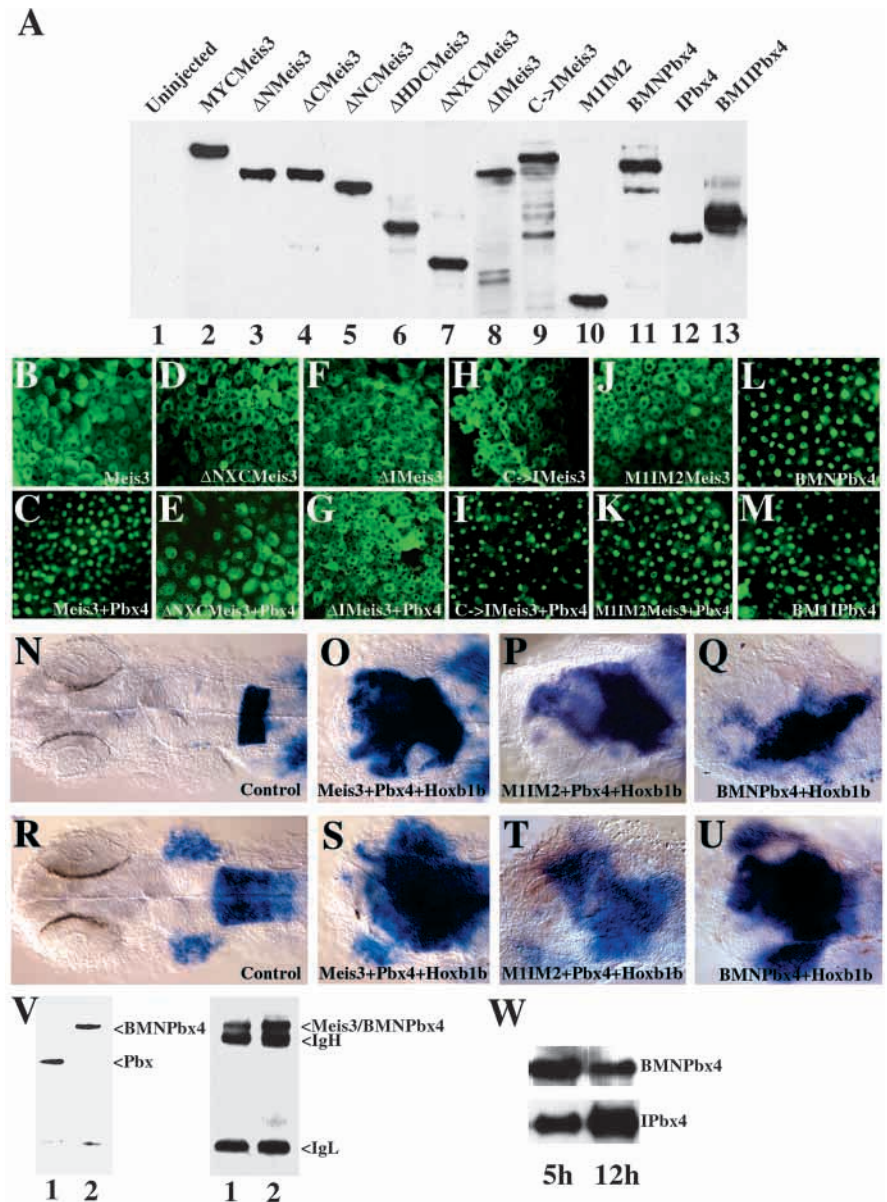 A
Uninjected
MYCMeis3
ΔNMeis3
ΔCMeis3
ΔNCMeis3
ΔHDCMeis3
ΔNXCMeis3
ΔIMeis3
C->IMeis3
M1IM2
BMNPbx4
IPbx4
BM1IPbx4
1 2 3 4 5 6 7 8 9 10 11 12 13
B D F H J L
Meis3 ΔNXCMeis3 ΔIMeis3 C->IMeis3 M1IM2Meis3 BMNPbx4
C E G I K M
Meis3+Pbx4 ΔNXCMeis3+Pbx4 ΔIMeis3+Pbx4 C->IMeis3+Pbx4 M1IM2Meis3+Pbx4 BM1IPbx4
N O P Q
Control Meis3+Pbx4+Hoxb1b M1IM2+Pbx4+Hoxb1b BMNPbx4+Hoxb1b
R S T U
Control Meis3+Pbx4+Hoxb1b M1IM2+Pbx4+Hoxb1b BMNPbx4+Hoxb1b
V
<BMNPbx4
<Pbx
1 2
<Meis3/BMNPbx4
<IgH
<IgL
1 2
W
BMNPbx4
IPbx4
5h 12h